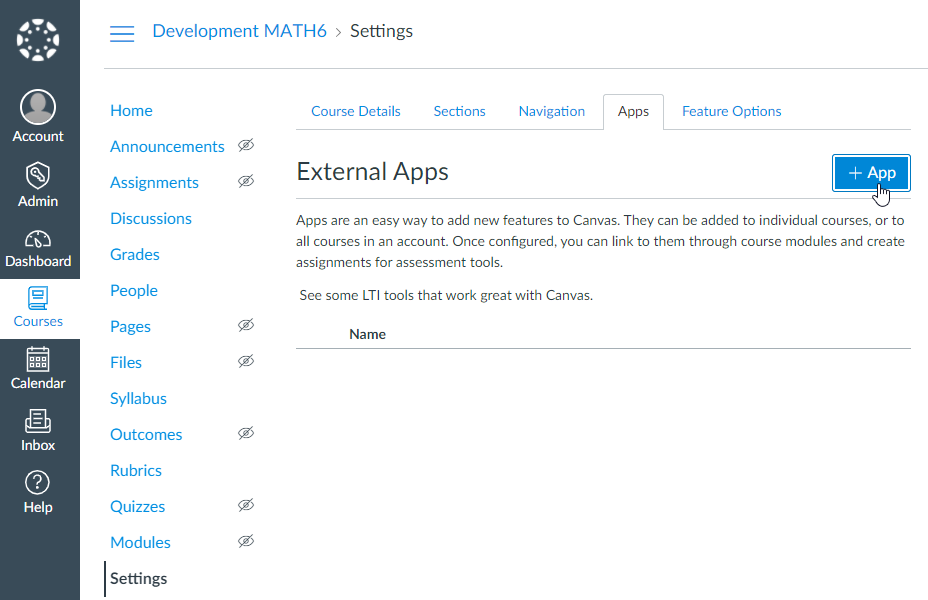 Development MATH6 › Settings
Account
Admin
Dashboard
Courses
Calendar
Inbox
Help
Home
Announcements
Assignments
Discussions
Grades
People
Pages
Files
Syllabus
Outcomes
Rubrics
Quizzes
Modules
Settings
Course Details Sections Navigation Apps Feature Options
External Apps
+ App
Apps are an easy way to add new features to Canvas. They can be added to individual courses, or to
all courses in an account. Once configured, you can link to them through course modules and create
assignments for assessment tools.
See some LTI tools that work great with Canvas.
Name